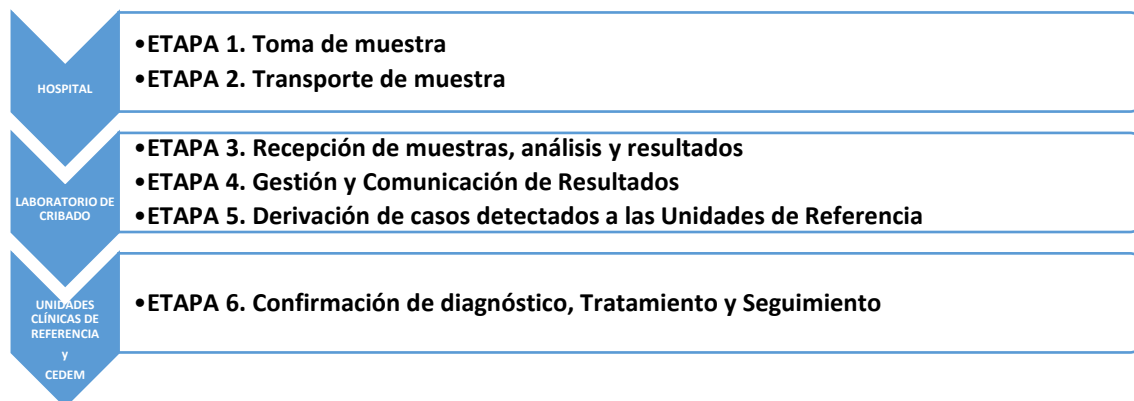 HOSPITAL
•ETAPA 1. Toma de muestra
•ETAPA 2. Transporte de muestra
LABORATORIO DE
CRIBADO
•ETAPA 3. Recepción de muestras, análisis y resultados
•ETAPA 4. Gestión y Comunicación de Resultados
•ETAPA 5. Derivación de casos detectados a las Unidades de Referencia
UNIDADES
CLÍNICAS DE
REFERENCIA
y
CEDEM
•ETAPA 6. Confirmación de diagnóstico, Tratamiento y Seguimiento